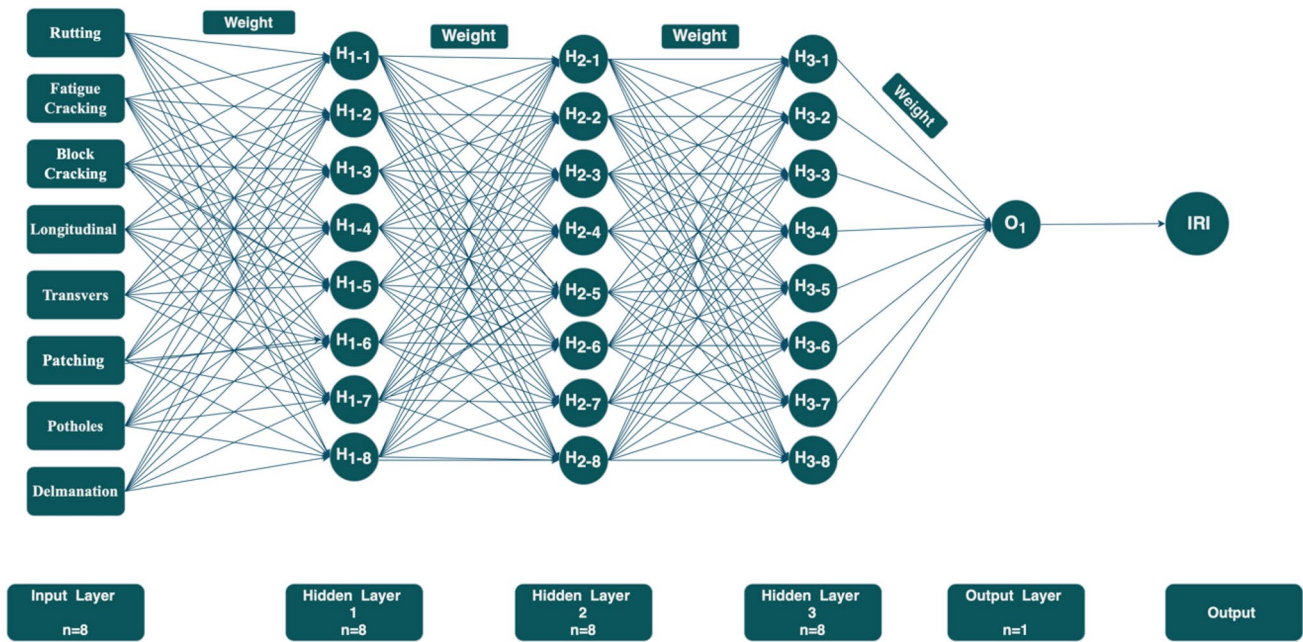 Rutting
Fatigue
Cracking
Block
Cracking
Longitudinal
Transvers
Patching
Potholes
Delmanation
Weight
Weight
Weight
Weight
H1-1
H1-2
H1-3
H1-4
H1-5
H1-6
H1-7
H1-8
H2-1
H2-2
H2-3
H2-4
H2-5
H2-6
H2-7
H2-8
H3-1
H3-2
H3-3
H3-4
H3-5
H3-6
H3-7
H3-8
O1
IRI
Input Layer
n=8
Hidden Layer
1
n=8
Hidden Layer
2
n=8
Hidden Layer
3
n=8
Output Layer
n=1
Output